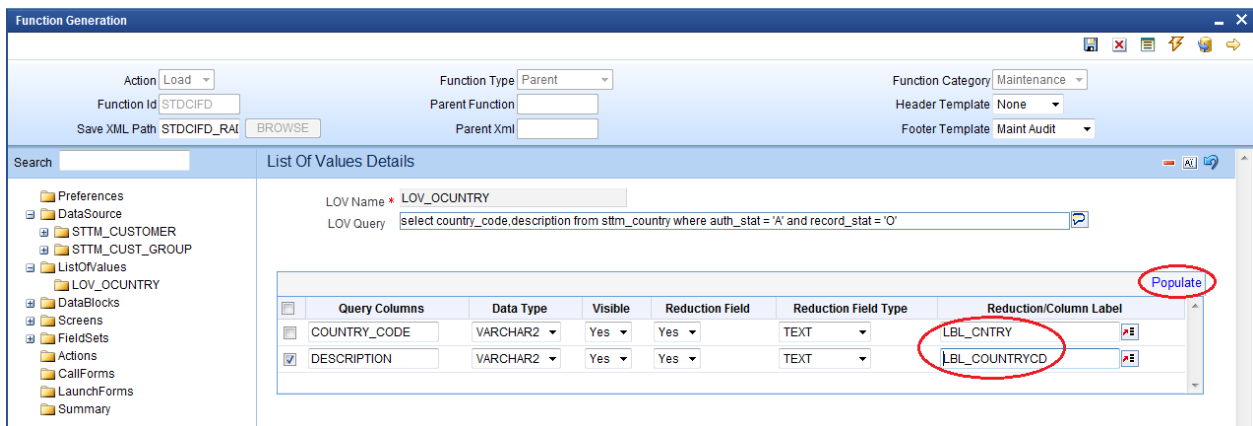 Function Generation
Action Load Function Type Parent Function Category Maintenance
Function Id STDCIFD Parent Function Header Template None
Save XML Path STDCIFD_RAI BROWSE Parent Xml Footer Template Maint Audit
Search
Preferences
DataSource
STTM_CUSTOMER
STTM_CUST_GROUP
ListOfValues
LOV_OCUNTRY
DataBlocks
Screens
FieldSets
Actions
CallForms
LaunchForms
Summary
List Of Values Details
LOV Name * LOV_OCUNTRY
LOV Query select country_code,description from sttm_country where auth_stat = 'A' and record_stat = 'O'
Populate
Query Columns Data Type Visible Reduction Field Reduction Field Type Reduction/Column Label
COUNTRY_CODE VARCHAR2 Yes Yes TEXT LBL_CNTRY
DESCRIPTION VARCHAR2 Yes Yes TEXT LBL_COUNTRYCD